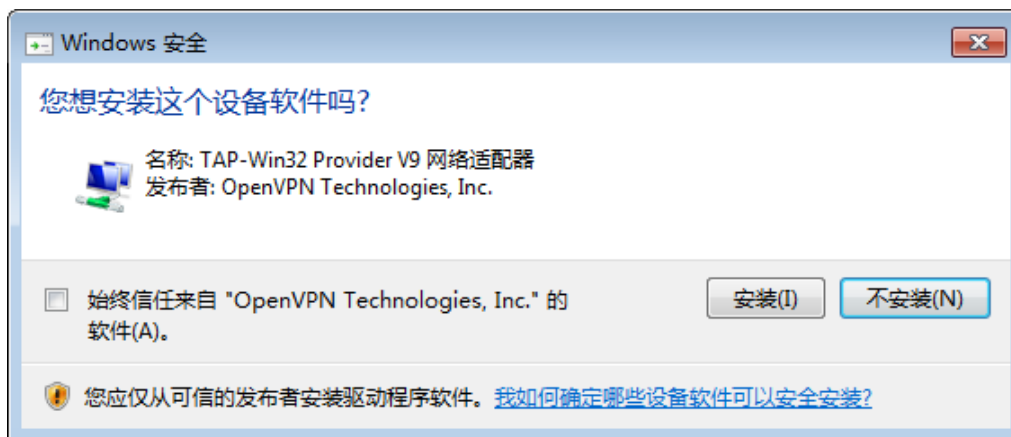 Windows 安全
您想安装这个设备软件吗?
名称: TAP-Win32 Provider V9 网络适配器
发布者: OpenVPN Technologies, Inc.
始终信任来自 "OpenVPN Technologies, Inc." 的
软件(A)。
安装(I)
不安装(N)
您应仅从可信的发布者安装驱动程序软件。我如何确定哪些设备软件可以安全安装?